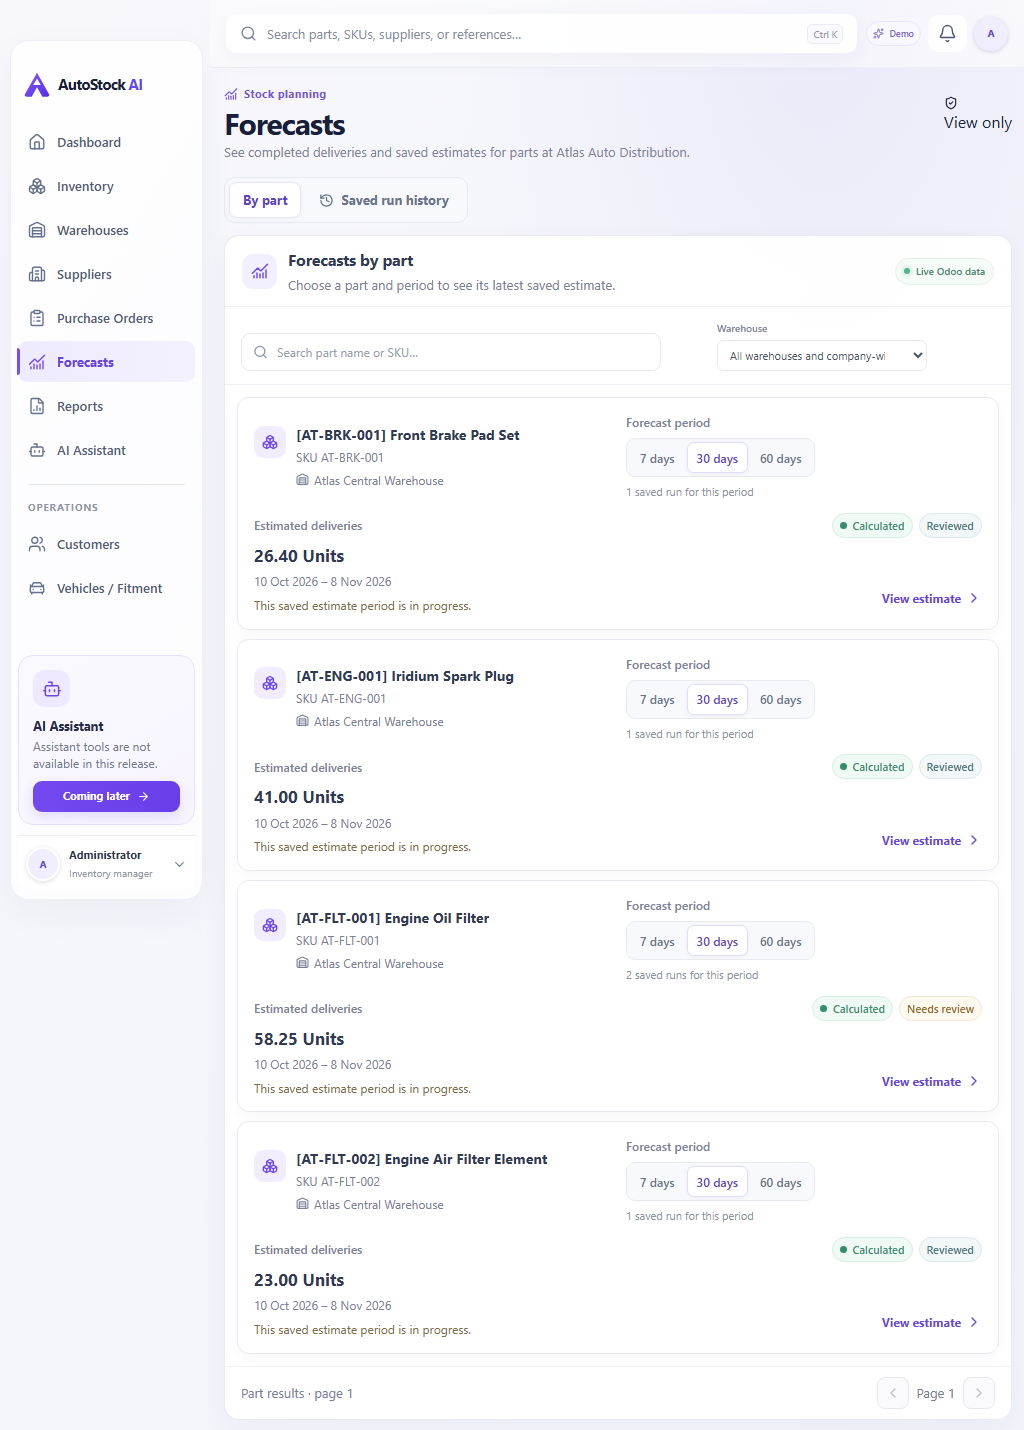 AutoStock AI
Dashboard
Inventory
Warehouses
Suppliers
Purchase Orders
Forecasts
Reports
AI Assistant
OPERATIONS
Customers
Vehicles / Fitment
AI Assistant
Assistant tools are not
available in this release.
Coming later
A
Administrator
Inventory manager
Search parts, SKUs, suppliers, or references...
Ctrl K
Demo
A
Stock planning
Forecasts
See completed deliveries and saved estimates for parts at Atlas Auto Distribution.
View only
By part
Saved run history
Forecasts by part
Choose a part and period to see its latest saved estimate.
Live Odoo data
Search part name or SKU...
Warehouse
All warehouses and company-wi
[AT-BRK-001] Front Brake Pad Set
SKU AT-BRK-001
Atlas Central Warehouse
Forecast period
7 days 30 days 60 days
1 saved run for this period
Estimated deliveries
Calculated Reviewed
26.40 Units
10 Oct 2026 – 8 Nov 2026
This saved estimate period is in progress.
View estimate
[AT-ENG-001] Iridium Spark Plug
SKU AT-ENG-001
Atlas Central Warehouse
Forecast period
7 days 30 days 60 days
1 saved run for this period
Estimated deliveries
Calculated Reviewed
41.00 Units
10 Oct 2026 – 8 Nov 2026
This saved estimate period is in progress.
View estimate
[AT-FLT-001] Engine Oil Filter
SKU AT-FLT-001
Atlas Central Warehouse
Forecast period
7 days 30 days 60 days
2 saved runs for this period
Estimated deliveries
Calculated Needs review
58.25 Units
10 Oct 2026 – 8 Nov 2026
This saved estimate period is in progress.
View estimate
[AT-FLT-002] Engine Air Filter Element
SKU AT-FLT-002
Atlas Central Warehouse
Forecast period
7 days 30 days 60 days
1 saved run for this period
Estimated deliveries
Calculated Reviewed
23.00 Units
10 Oct 2026 – 8 Nov 2026
This saved estimate period is in progress.
View estimate
Part results · page 1
Page 1